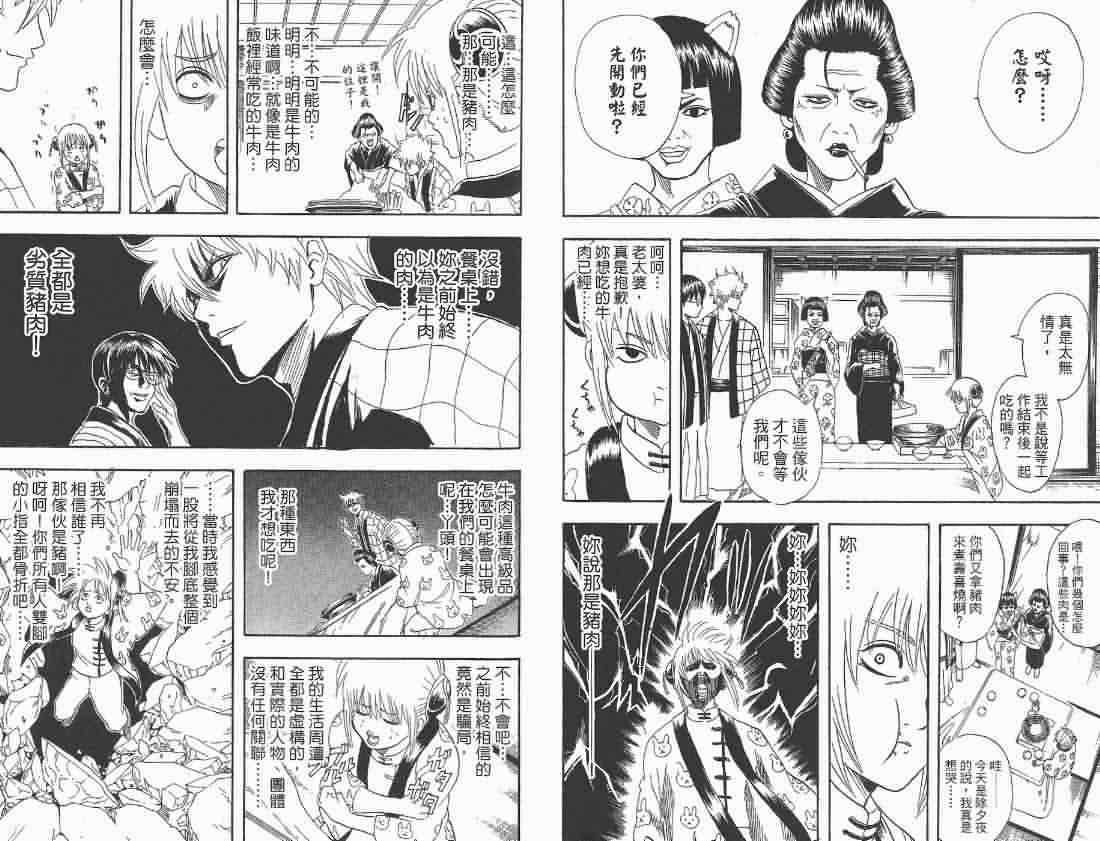 哎呀……
怎麼？
你們已經
先開動啦？
真是太無
情了，
我不是說等工
作結束後一起
吃的嗎？
這些傢伙
才不會等
我們呢。
呵呵…
老太婆，
真是抱歉！
妳想吃的牛
肉已經…
喂！你們幾個怎麼
回事？這些肉是…
你們又拿豬肉
來煮壽喜燒啊？
哇
今天是除夕夜
的說，我真是
想哭…
妳……
妳…妳妳妳妳…
妳說那是豬肉
這…這怎麼
可能………
那…那是豬肉…
讓開！
這裡是我
的位子！
不…不可能的…
明明…明明是牛肉的
味道啊…就像是牛肉
飯裡經常吃的牛肉…
怎麼會…
沒錯，
餐桌上……
妳之前始終
以為是牛肉
的肉……
全都是
劣質豬肉！
牛肉這種高級品
怎麼可能會出現
在我們的餐桌上
呢…丫頭！
那種東西
我才想吃呢！
不…不會吧…
之前始終相信的
竟然是騙局…
我的生活周遭
全都是虛構的，
和實際的人物　團體
沒有任何關聯……
ガタ
ガタ
……當時我感覺到
一股將從我腳底整個
崩塌而去的不安。
我不再
相信誰了……
那傢伙是豬啊！
呀呵！你們所有人雙腳
的小指全都骨折吧……